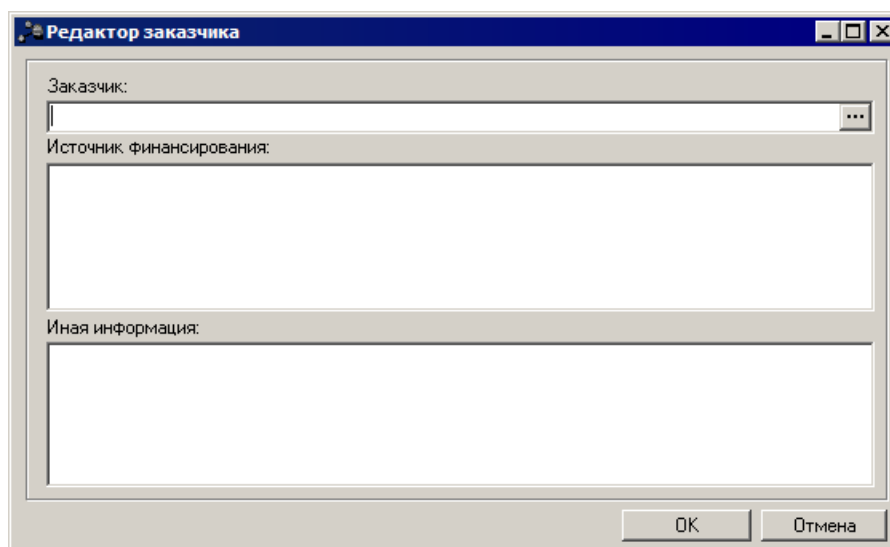 Редактор заказчика
Заказчик:
...
Источник финансирования:
Иная информация:
OK
Отмена